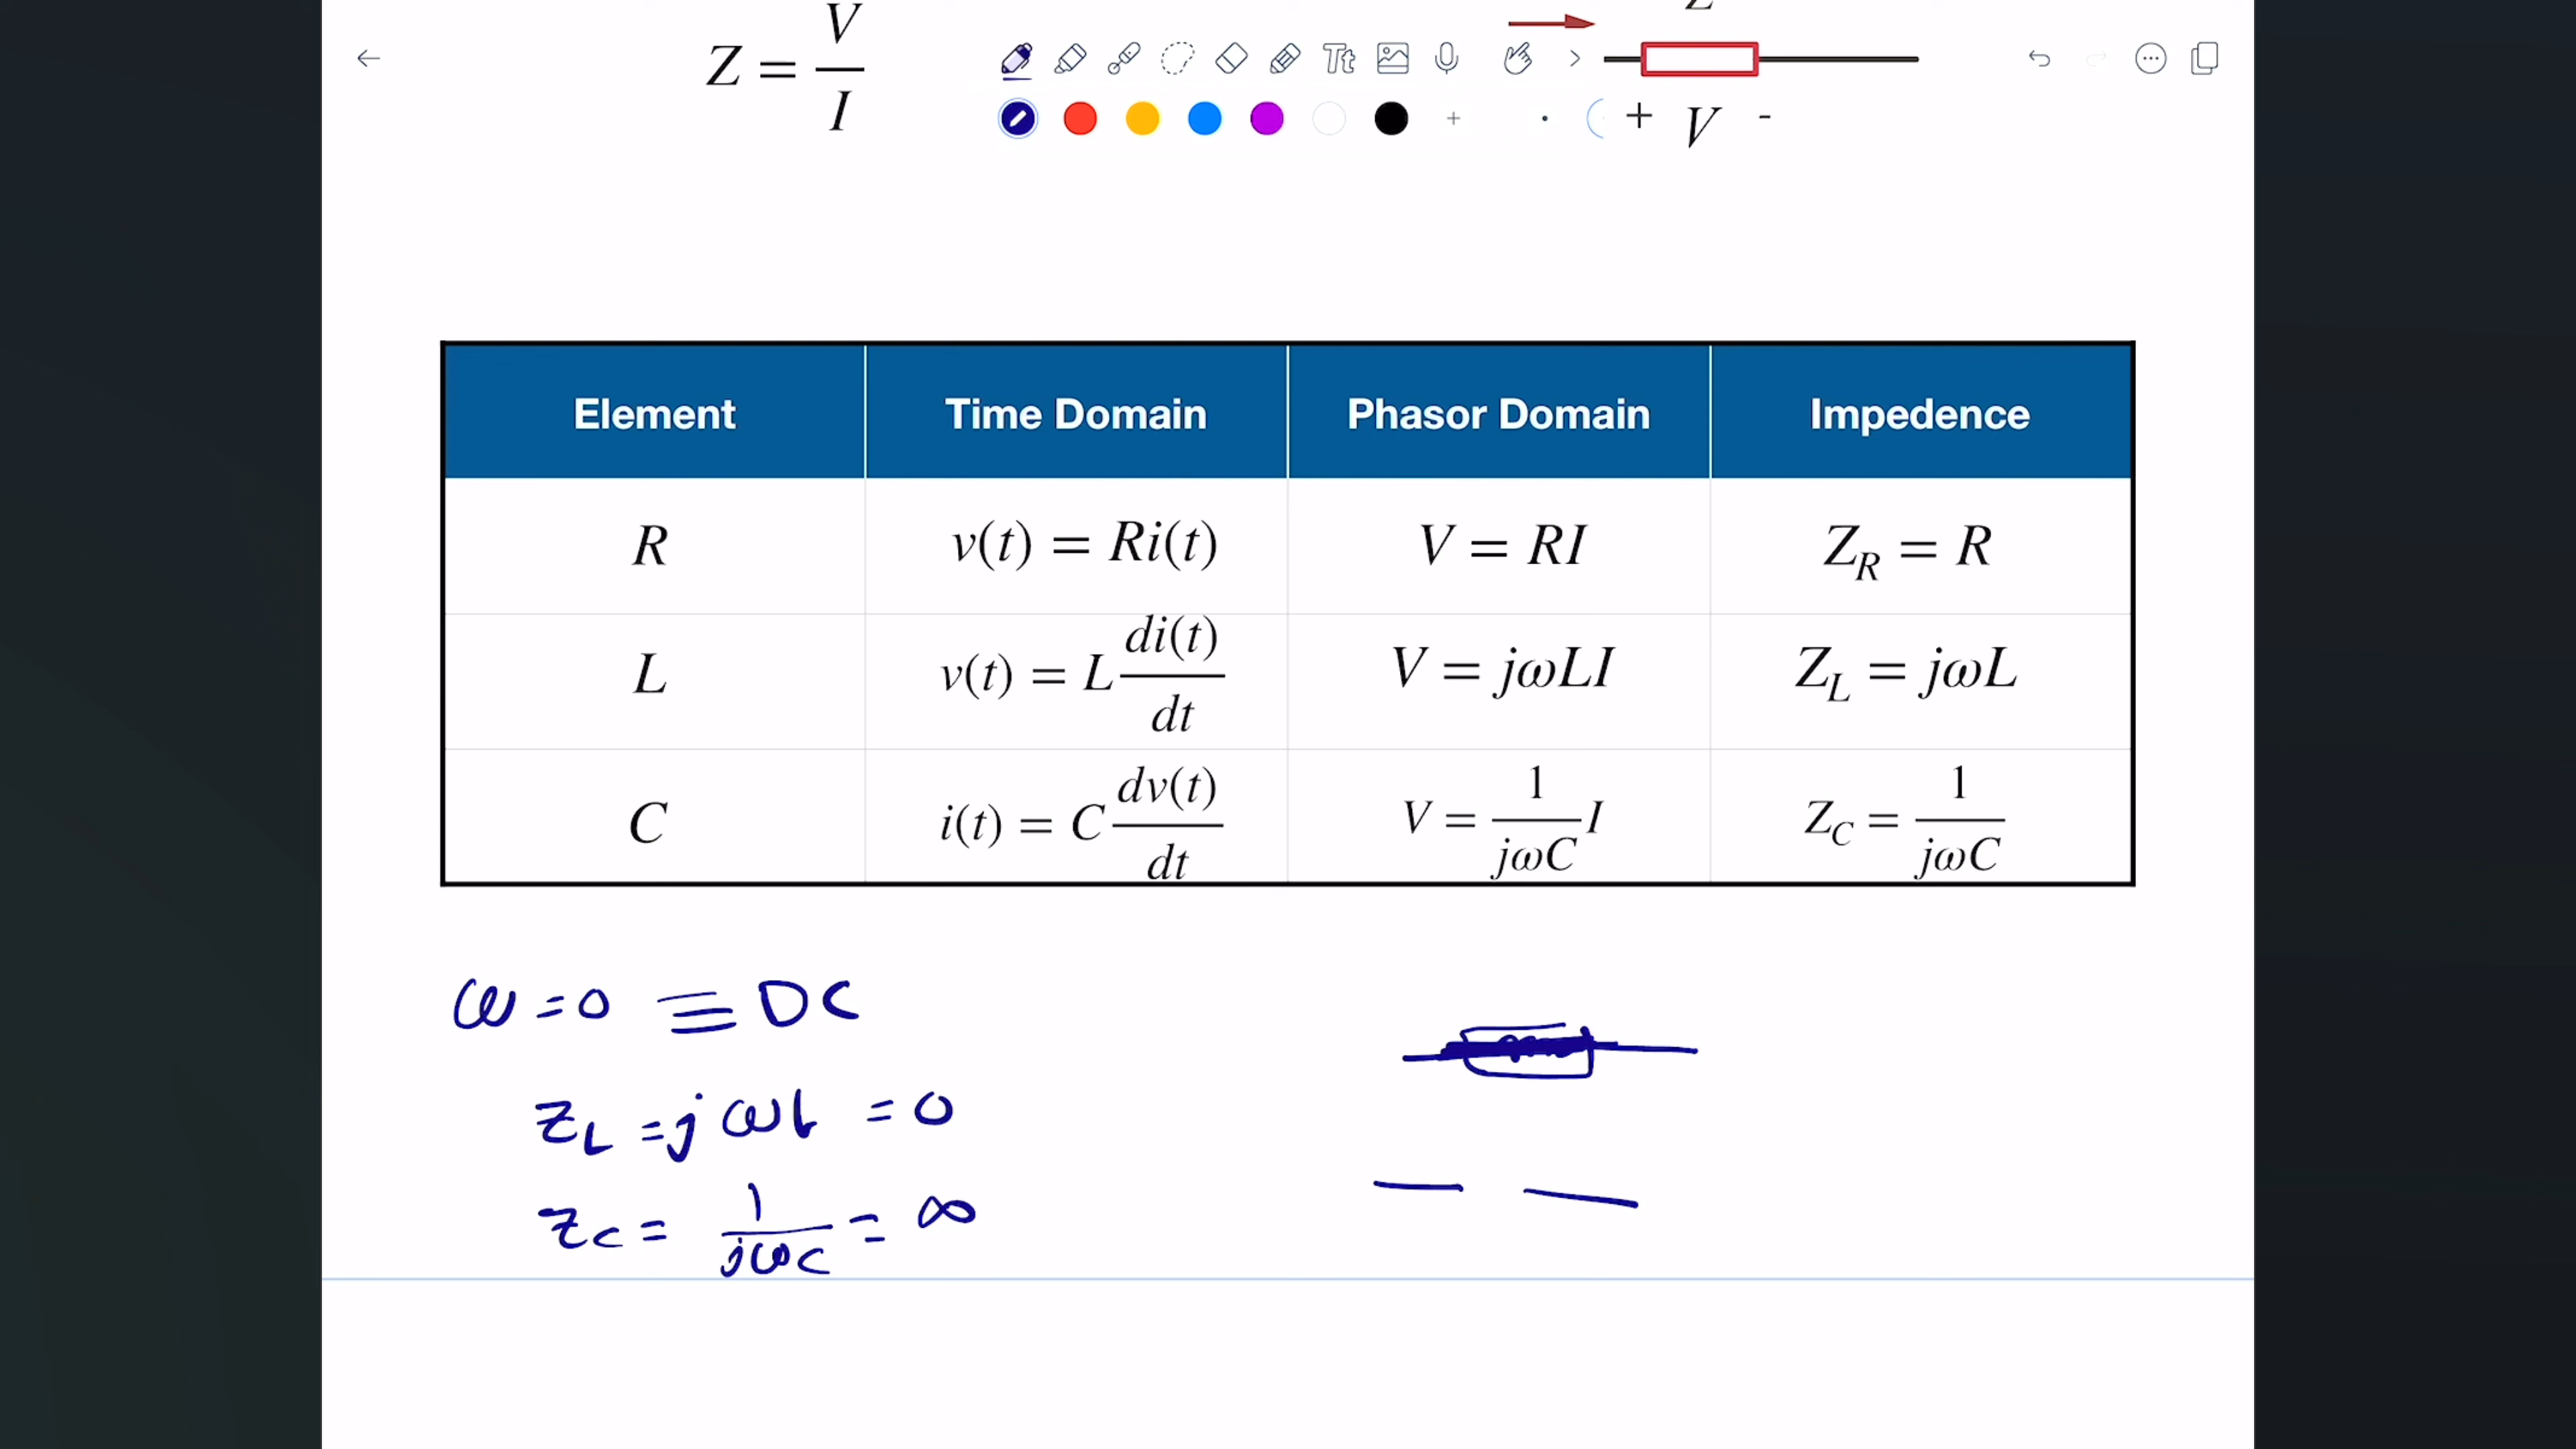 Z = V/I
Tt
+ V -
Element Time Domain Phasor Domain Impedence
R v(t) = Ri(t) V = RI Z_R = R
L v(t) = L di(t)/dt V = jωLI Z_L = jωL
C i(t) = C dv(t)/dt V = 1/jωC I Z_C = 1/jωC
ω = 0 ≡ DC
Z_L = jωL = 0
Z_C = 1/jωC = ∞